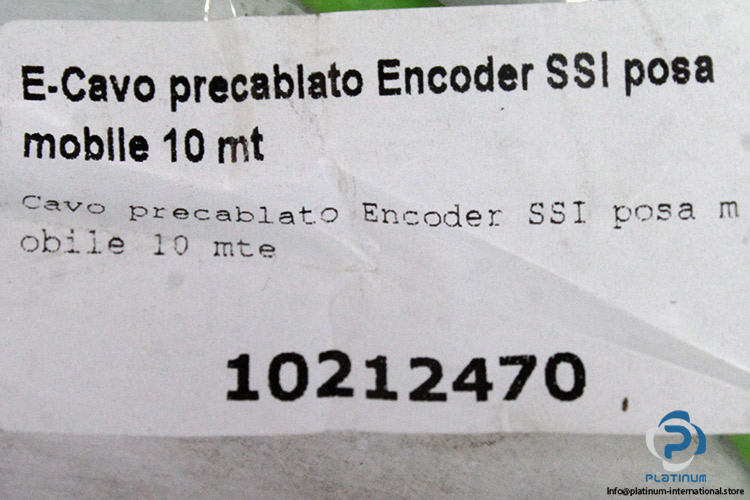 E-Cavo precablato Encoder SSI posa
mobile 10 mt
Cavo precablato Encoder SSI posa m
obile 10 mte
10212470
PLATINUM
Info@platinum-international.store